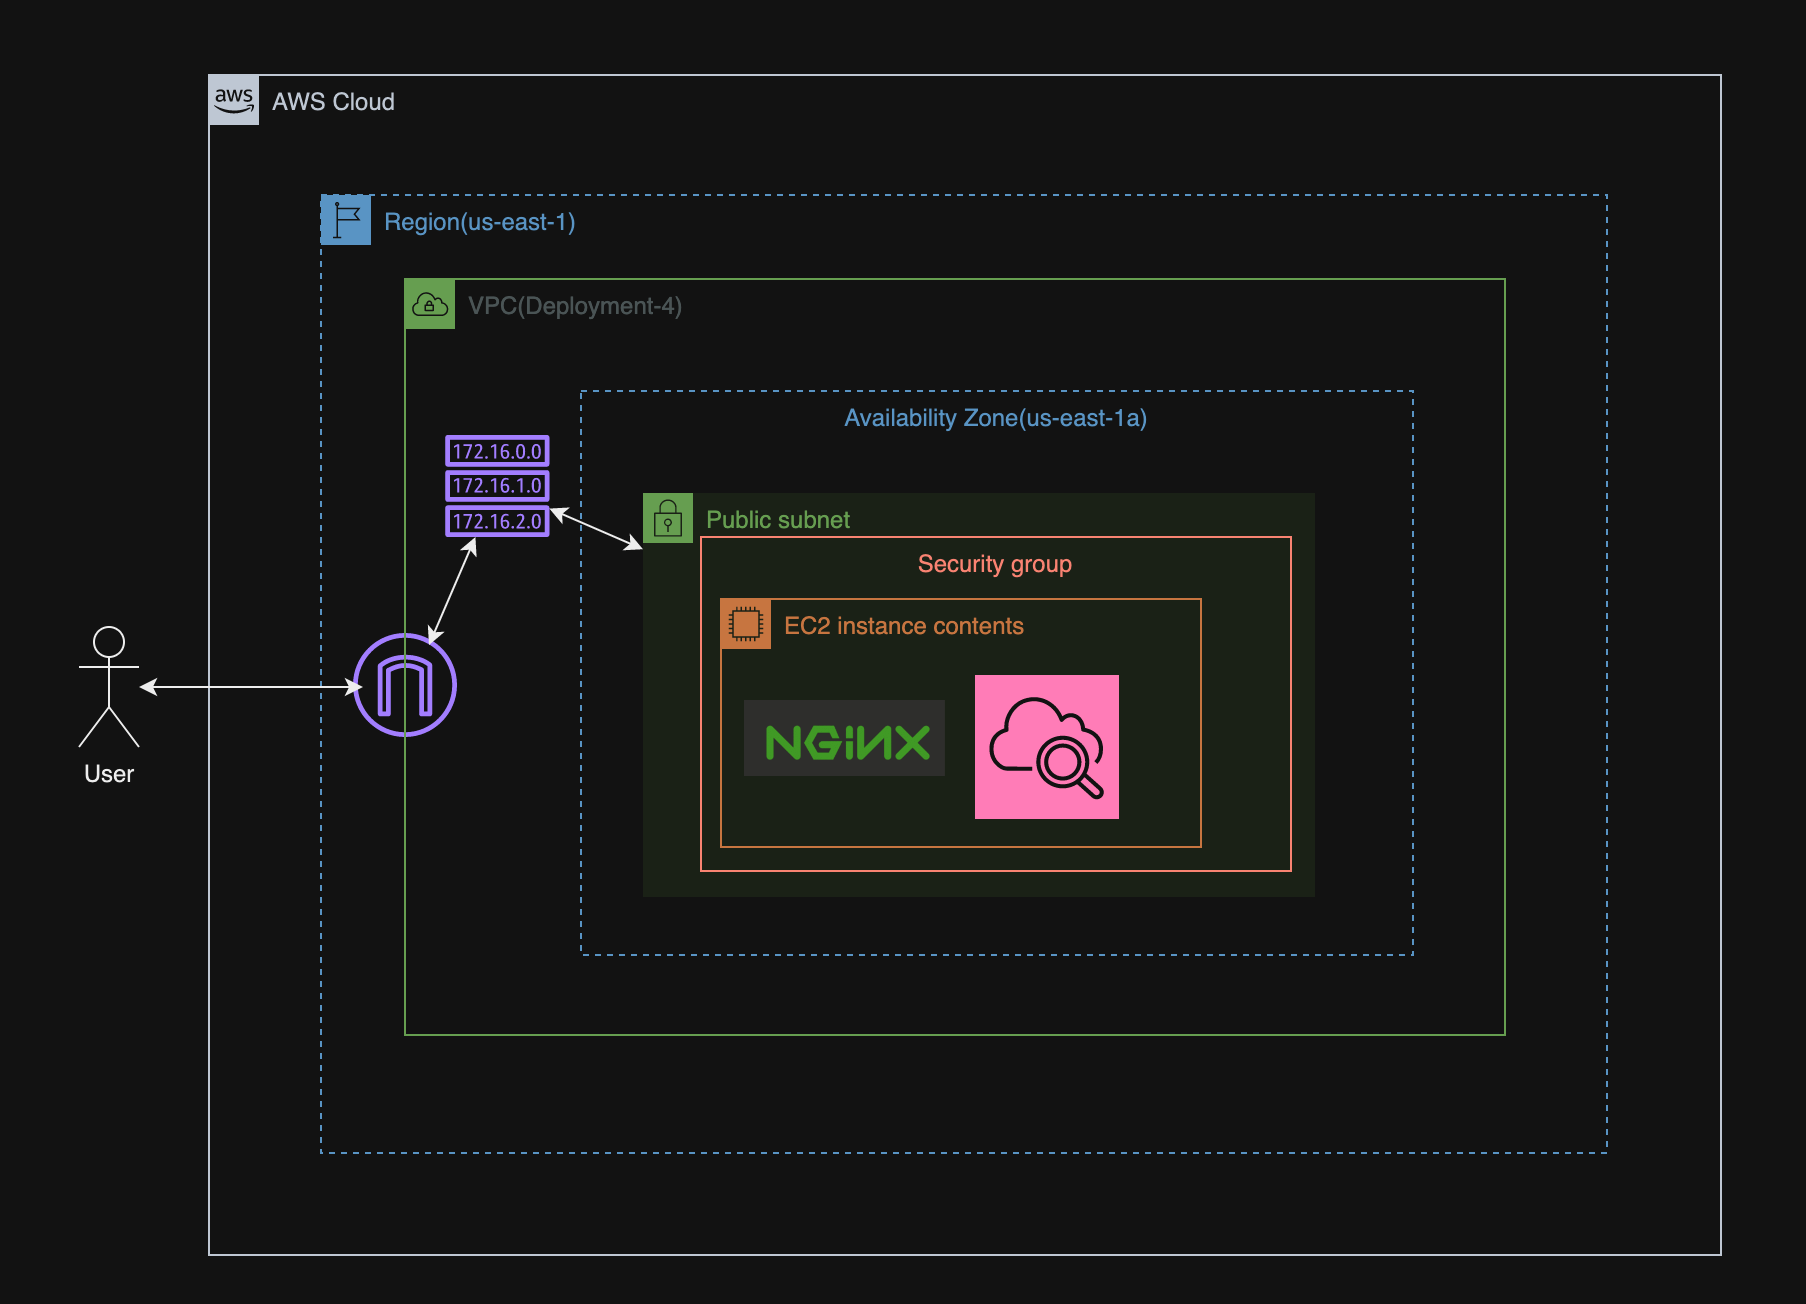 aws
AWS Cloud
Region(us-east-1)
VPC(Deployment-4)
Availability Zone(us-east-1a)
172.16.0.0
172.16.1.0
172.16.2.0
Public subnet
Security group
EC2 instance contents
NGINX
User